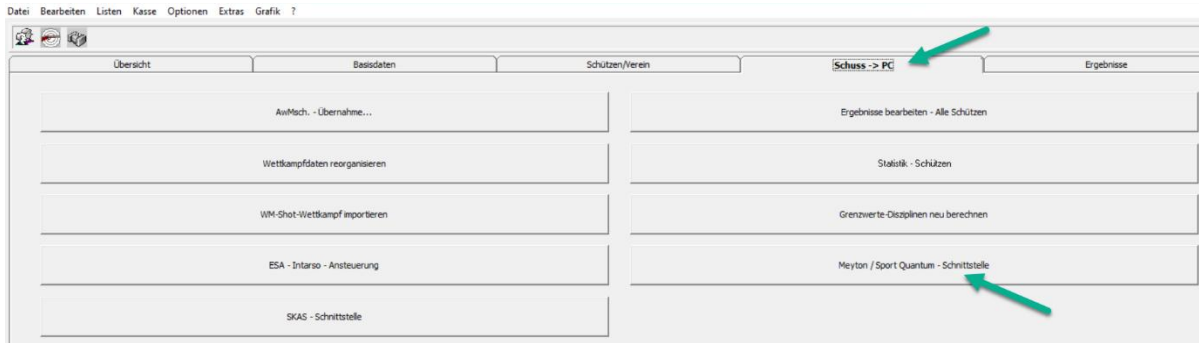 Datei Bearbeiten Listen Kasse Optionen Extras Grafik ?
Übersicht Basisdaten Schützen/Verein Schuss -> PC Ergebnisse
AwMsch. - Übernahme... Ergebnisse bearbeiten - Alle Schützen
Wettkampfdaten reorganisieren Statistik - Schützen
WM-Shot-Wettkampf importieren Grenzwerte-Disziplinen neu berechnen
ESA - Intarso - Ansteuerung Meyton / Sport Quantum - Schnittstelle
SKAS - Schnittstelle